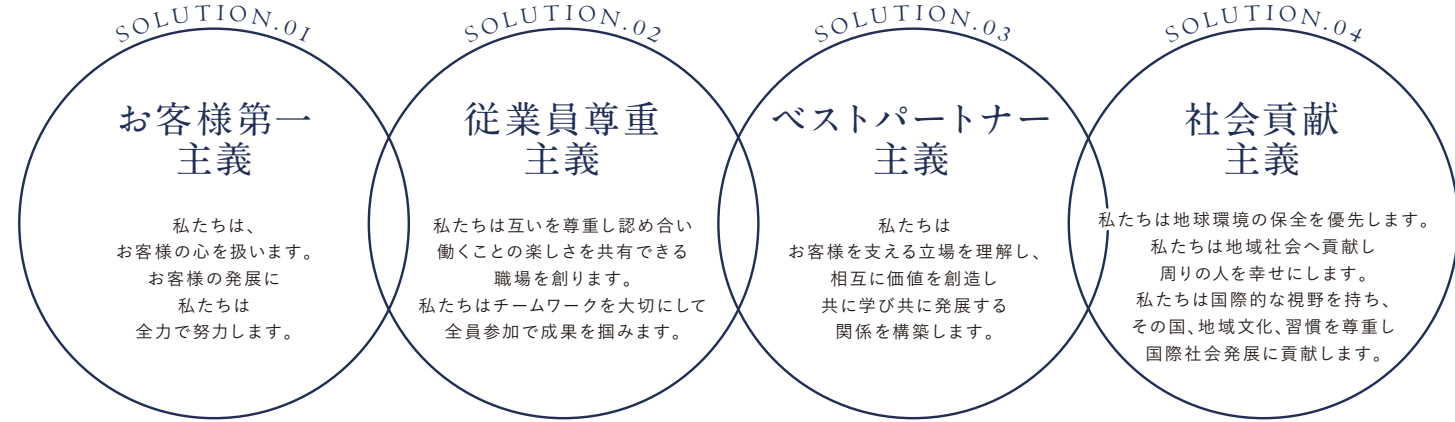 SOLUTION.01
お客様第一
主義
私たちは、
お客様の心を扱います。
お客様の発展に
私たちは
全力で努力します。
SOLUTION.02
従業員尊重
主義
私たちは互いを尊重し認め合い
働くことの楽しさを共有できる
職場を創ります。
私たちはチームワークを大切にして
全員参加で成果を掴みます。
SOLUTION.03
ベストパートナー
主義
私たちは
お客様を支える立場を理解し、
相互に価値を創造し
共に学び共に発展する
関係を構築します。
SOLUTION.04
社会貢献
主義
私たちは地球環境の保全を優先します。
私たちは地域社会へ貢献し
周りの人を幸せにします。
私たちは国際的な視野を持ち、
その国、地域文化、習慣を尊重し
国際社会発展に貢献します。